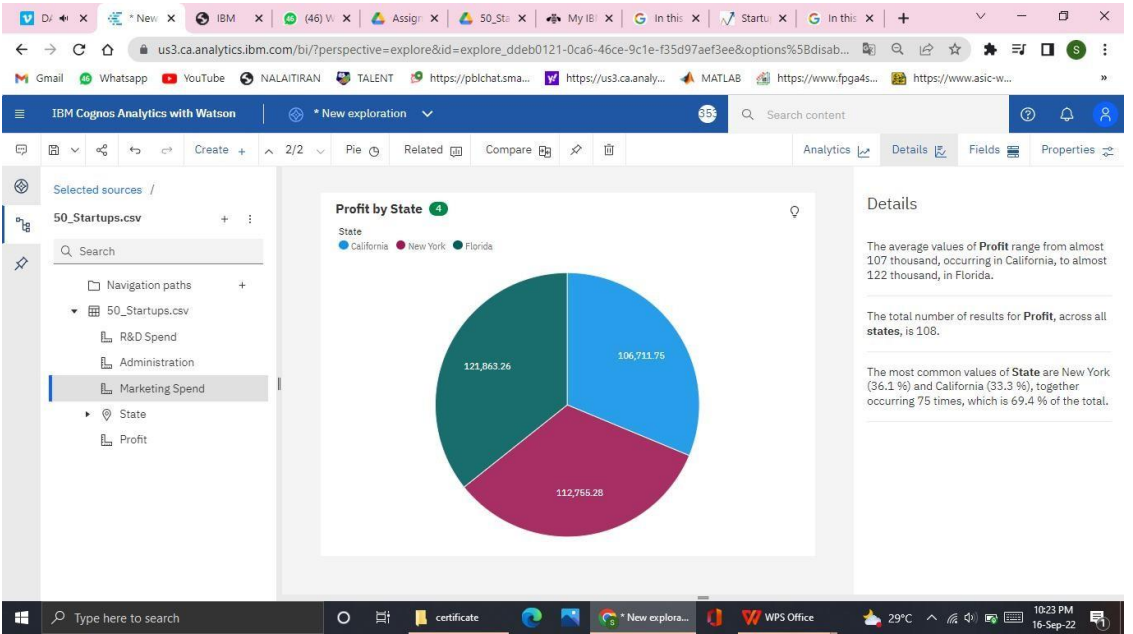 DA
* New
IBM
(46) W
Assign
50_Sta
My IB
In this
Startu
In this
us3.ca.analytics.ibm.com/bi/?perspective=explore&id=explore_ddeb0121-0ca6-46ce-9c1e-f35d97aef3ee&options%5Bdisab...
S
Gmail
Whatsapp
YouTube
NALAITIRAN
TALENT
https://pblchat.sma...
https://us3.ca.analy...
MATLAB
https://www.fpga4s...
https://www.asic-w...
»
IBM Cognos Analytics with Watson
* New exploration
353
Search content
Create +
2/2
Pie
Related
Compare
Analytics
Details
Fields
Properties
Selected sources /
50_Startups.csv
Search
Navigation paths
50_Startups.csv
R&D Spend
Administration
Marketing Spend
State
Profit
Profit by State 4
State
California New York Florida
121,863.26
106,711.75
112,756.28
Details
The average values of Profit range from almost
107 thousand, occurring in California, to almost
122 thousand, in Florida.
The total number of results for Profit, across all
states, is 108.
The most common values of State are New York
(36.1 %) and California (33.3 %), together
occurring 75 times, which is 69.4 % of the total.
Type here to search
certificate
* New explora...
WPS Office
29°C
10:23 PM
16-Sep-22
1